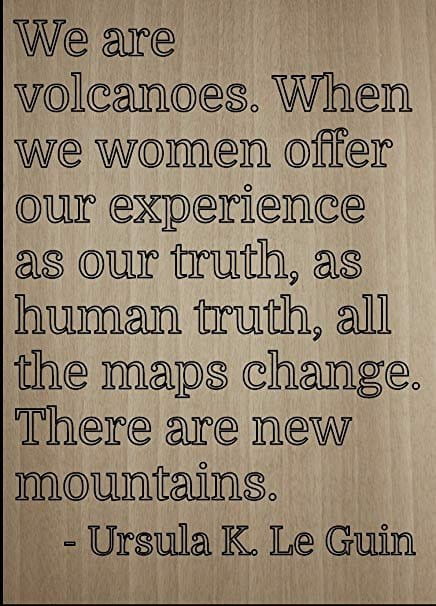 We are
volcanoes. When
we women offer
our experience
as our truth, as
human truth, all
the maps change.
There are new
mountains.
- Ursula K. Le Guin